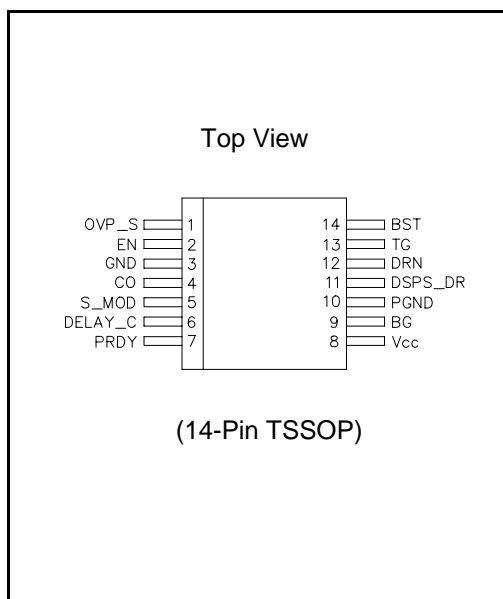 Top View
OVP_S 1 14 BST
EN 2 13 TG
GND 3 12 DRN
CO 4 11 DSPS_DR
S_MOD 5 10 PGND
DELAY_C 6 9 BG
PRDY 7 8 Vcc
(14-Pin TSSOP)